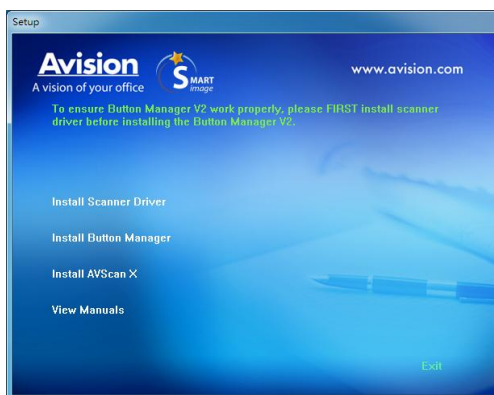 Setup
Avision
A vision of your office
SMART
image
www.avision.com
To ensure Button Manager V2 work properly, please FIRST install scanner
driver before installing the Button Manager V2.
Install Scanner Driver
Install Button Manager
Install AVScan X
View Manuals
Exit